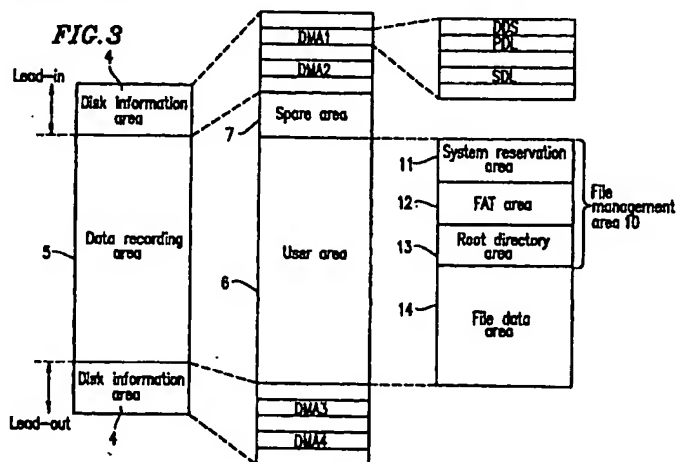 FIG.3
Lead-in
4
Disk information
area
5
Data recording
area
Disk information
area
4
Lead-out
DMA1
DMA2
7
Spare area
6
User area
DMA3
DMA4
DDS
PDL
SDL
11
System reservation
area
12
FAT area
13
Root directory
area
File
management
area 10
14
File data
area